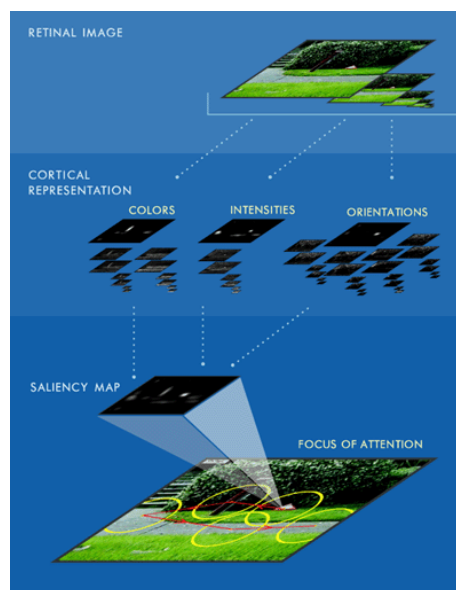 RETINAL IMAGE
CORTICAL
REPRESENTATION
COLORS
INTENSITIES
ORIENTATIONS
SALIENCY MAP
FOCUS OF ATTENTION